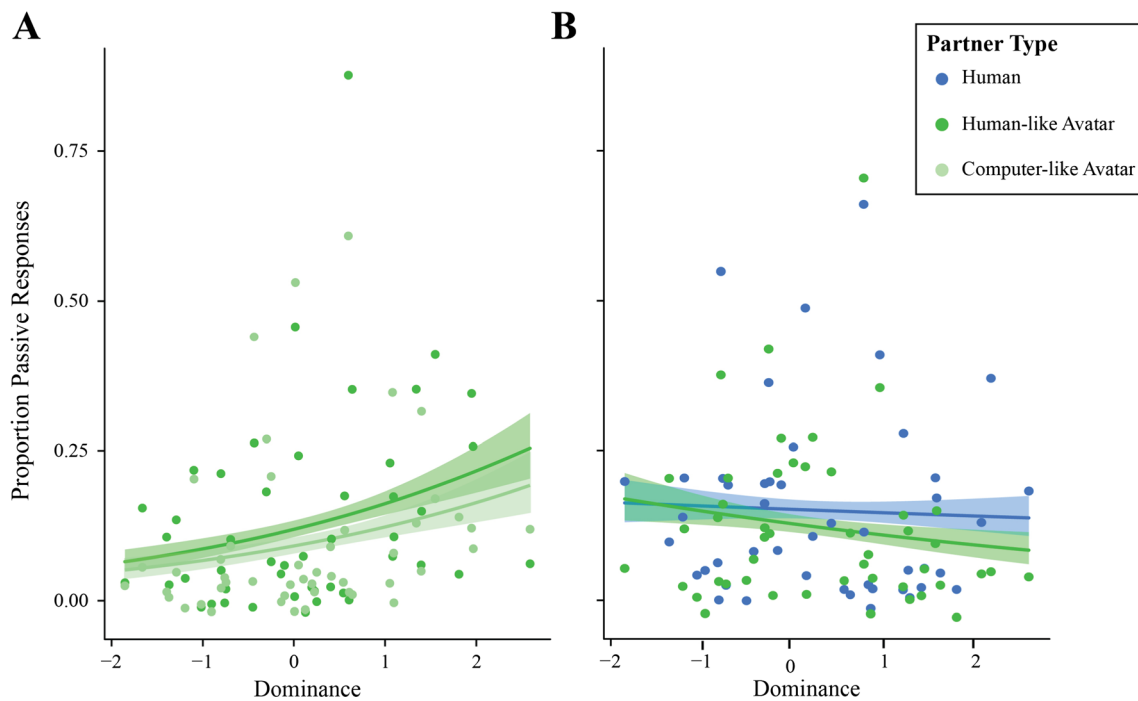 A
B
Partner Type
Human
Human-like Avatar
Computer-like Avatar
Proportion Passive Responses
0.75
0.50
0.25
0.00
−2
−1
0
1
2
Dominance
−2
−1
0
1
2
Dominance